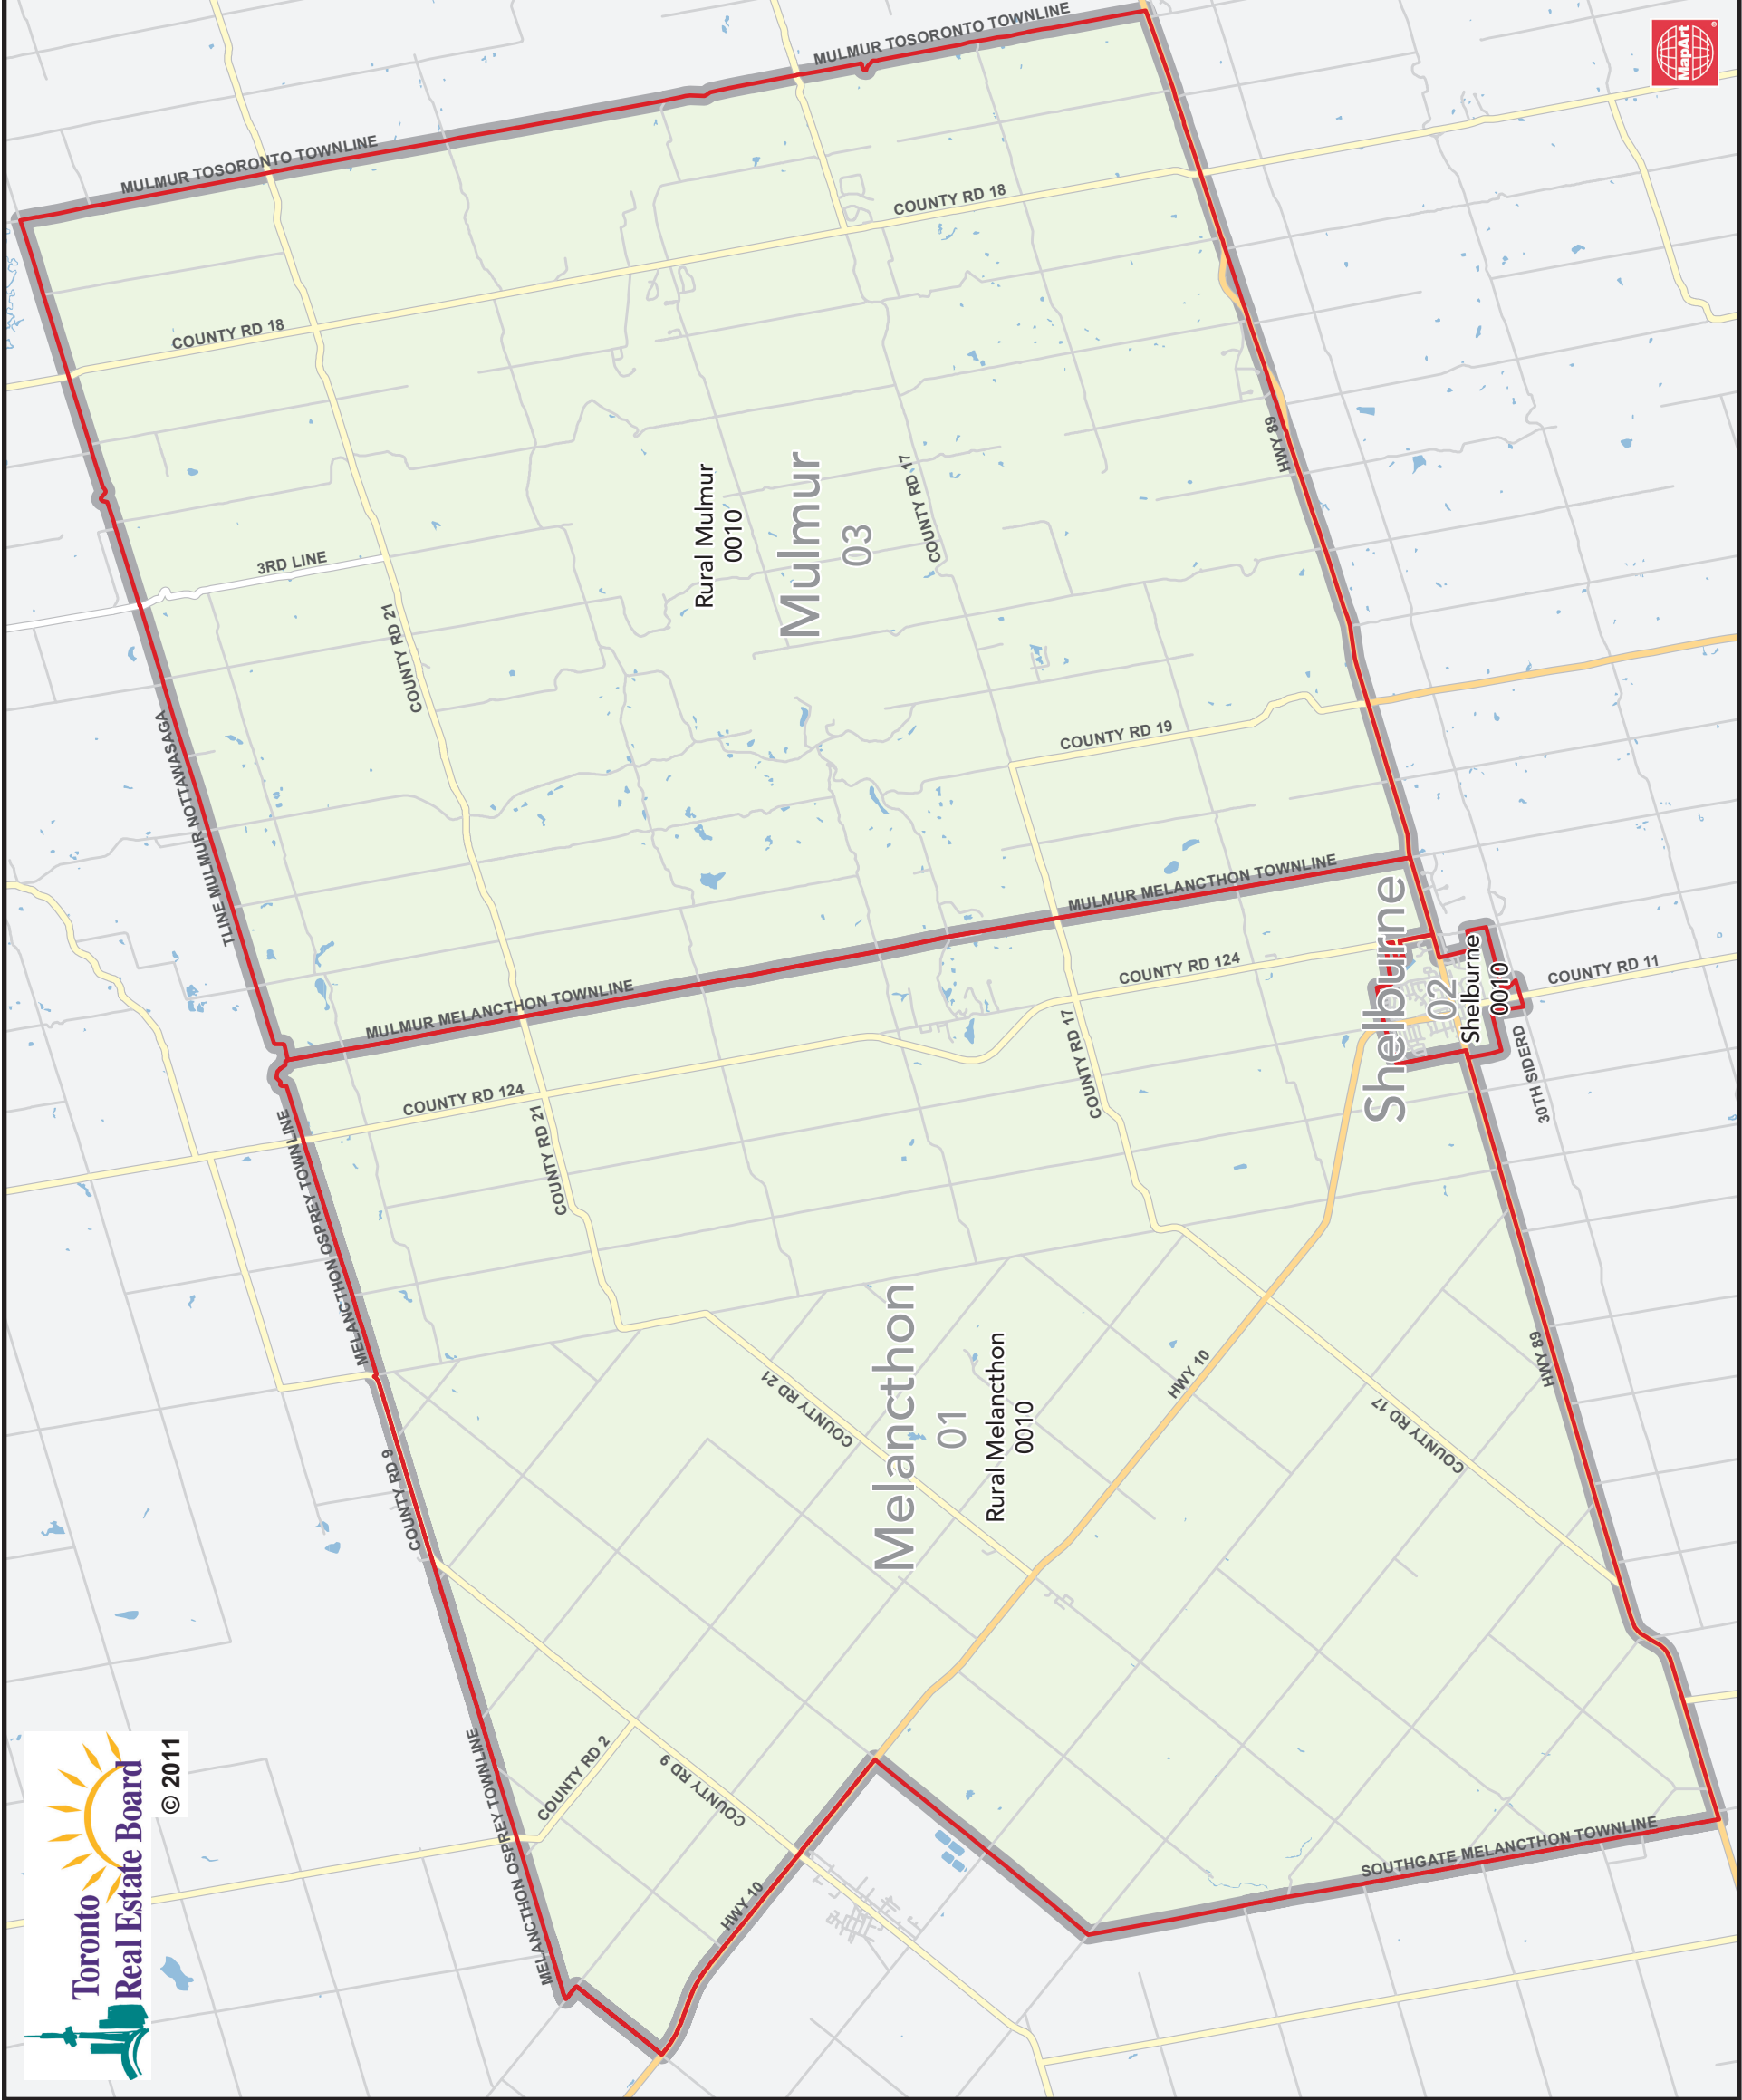 Toronto
Real Estate Board
© 2011
MELANCTHON OSPREY TOWNLINE
COUNTY RD 9
MELANCTHON OSPREY TOWNLINE
TLINE MULMUR NOTTAWASAGA
3RD LINE
COUNTY RD 18
MULMUR TOSORONTO TOWNLINE
COUNTY RD 2
COUNTY RD 9
HWY 10
COUNTY RD 21
COUNTY RD 124
MULMUR MELANCTHON TOWNLINE
COUNTY RD 21
COUNTY RD 21
Rural Mulmur
0010
Mulmur
03
COUNTY RD 17
COUNTY RD 18
MULMUR TOSORONTO TOWNLINE
Melancthon
01
Rural Melancthon
0010
HWY 10
COUNTY RD 17
COUNTY RD 124
MULMUR MELANCTHON TOWNLINE
COUNTY RD 19
HWY 89
Shelburne
02
Shelburne
0010
COUNTY RD 17
SOUTHGATE MELANCTHON TOWNLINE
HWY 89
30TH SIDERD
COUNTY RD 11
MapArt
®